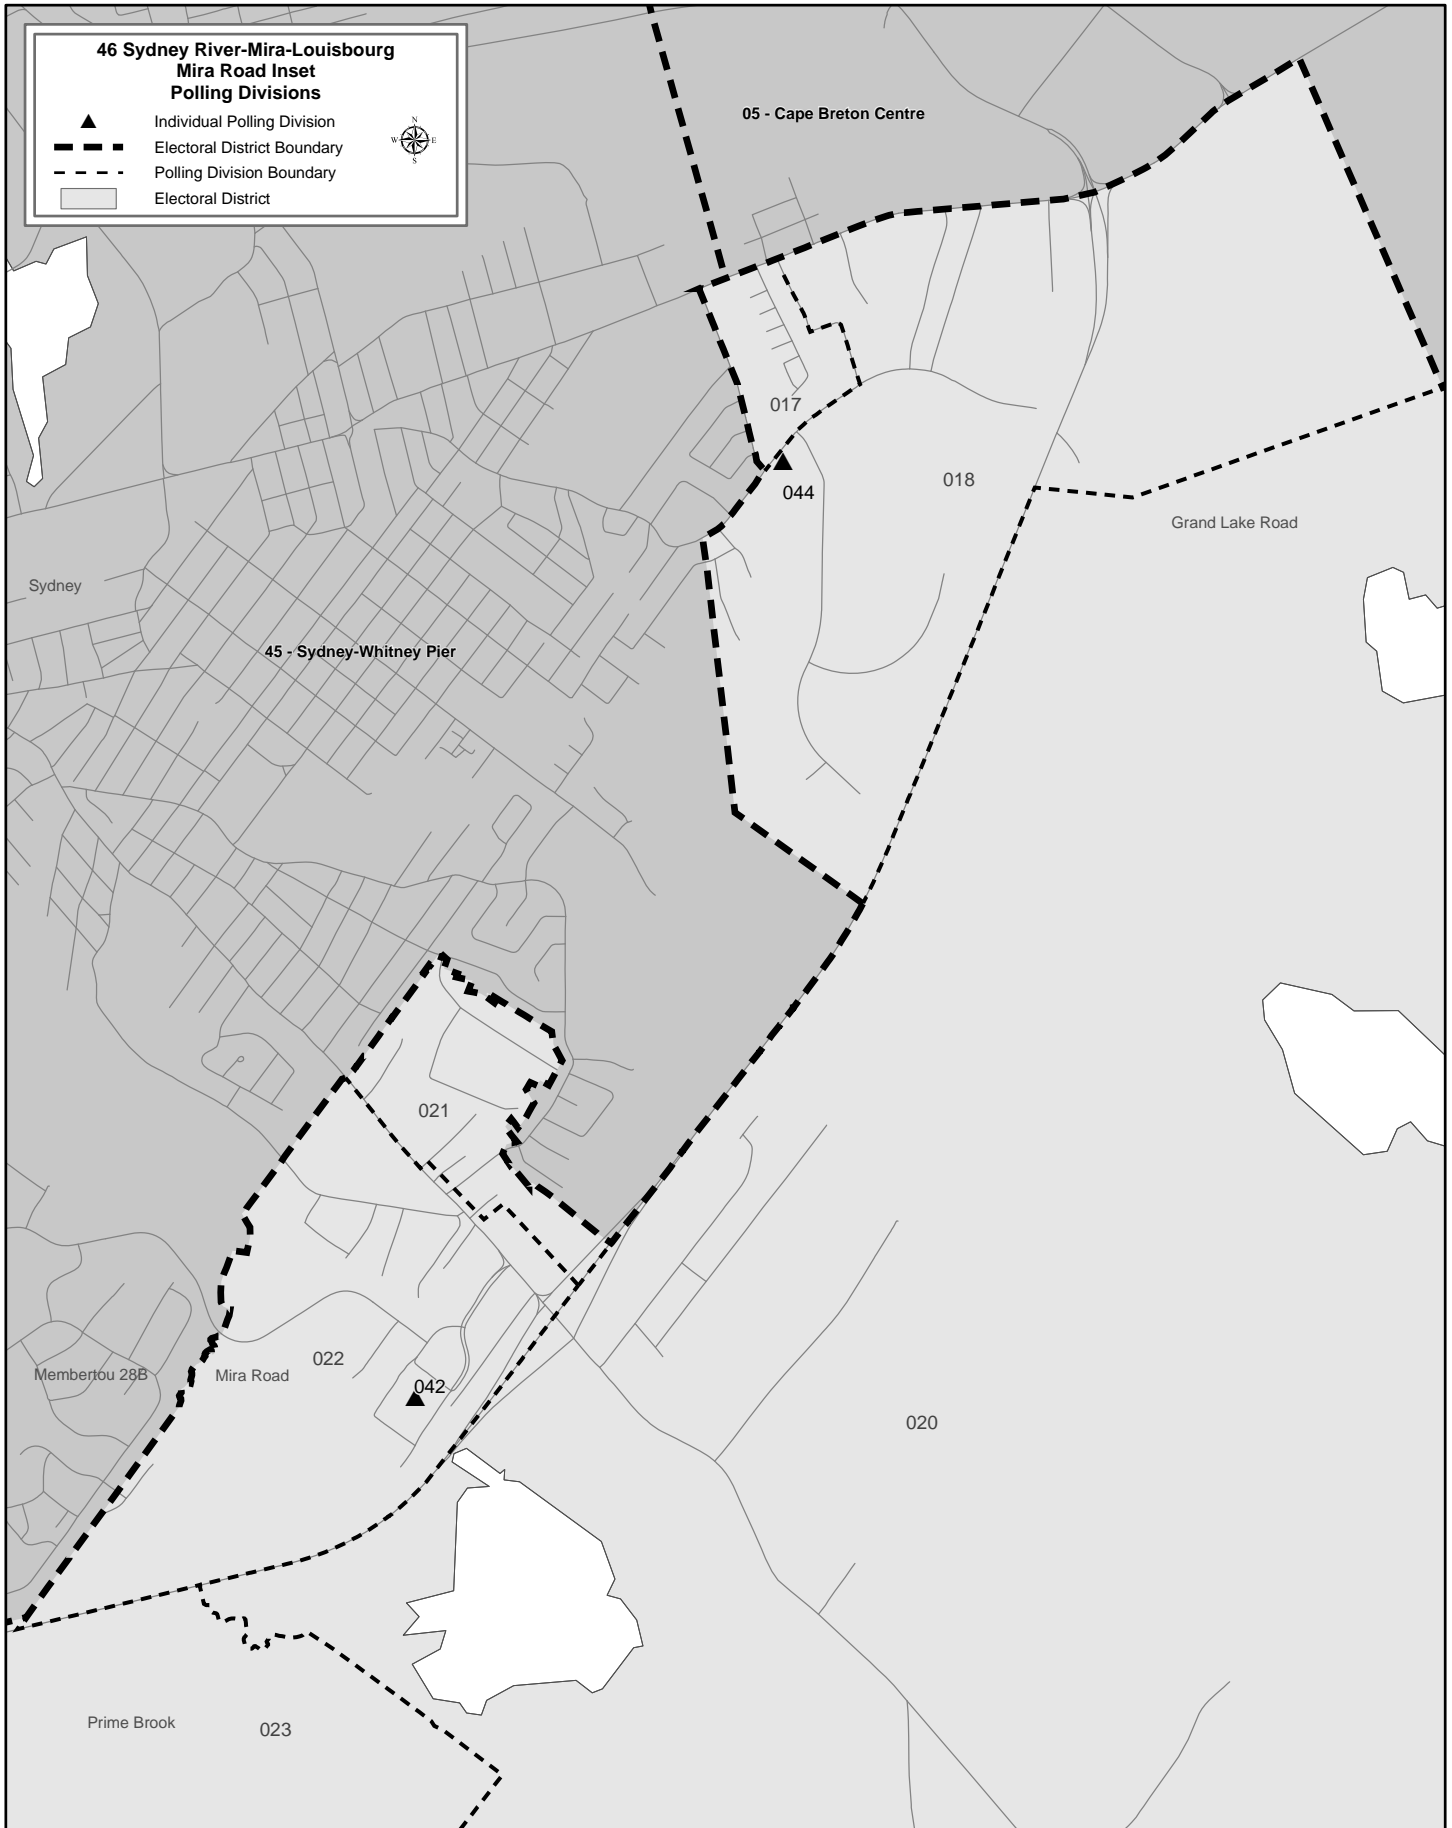 46 Sydney River-Mira-Louisbourg
Mira Road Inset
Polling Divisions
Individual Polling Division
Electoral District Boundary
Polling Division Boundary
Electoral District
N
W E
S
05 - Cape Breton Centre
017
044
018
Grand Lake Road
Sydney
45 - Sydney-Whitney Pier
021
022
Membertou 28B
Mira Road
042
020
Prime Brook
023